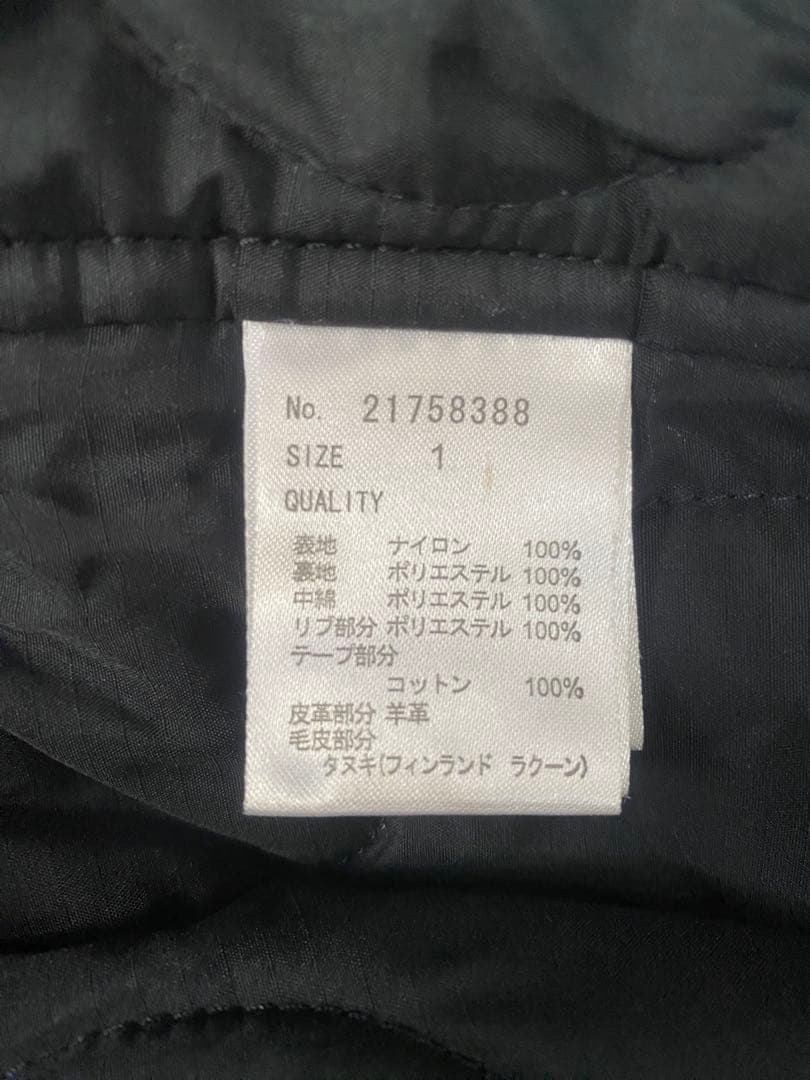 No. 21758388
SIZE 1
QUALITY
表地 ナイロン 100%
裏地 ポリエステル 100%
中綿 ポリエステル 100%
リブ部分 ポリエステル 100%
テープ部分
コットン 100%
皮革部分 羊革
毛皮部分
タヌキ(フィンランド ラクーン)